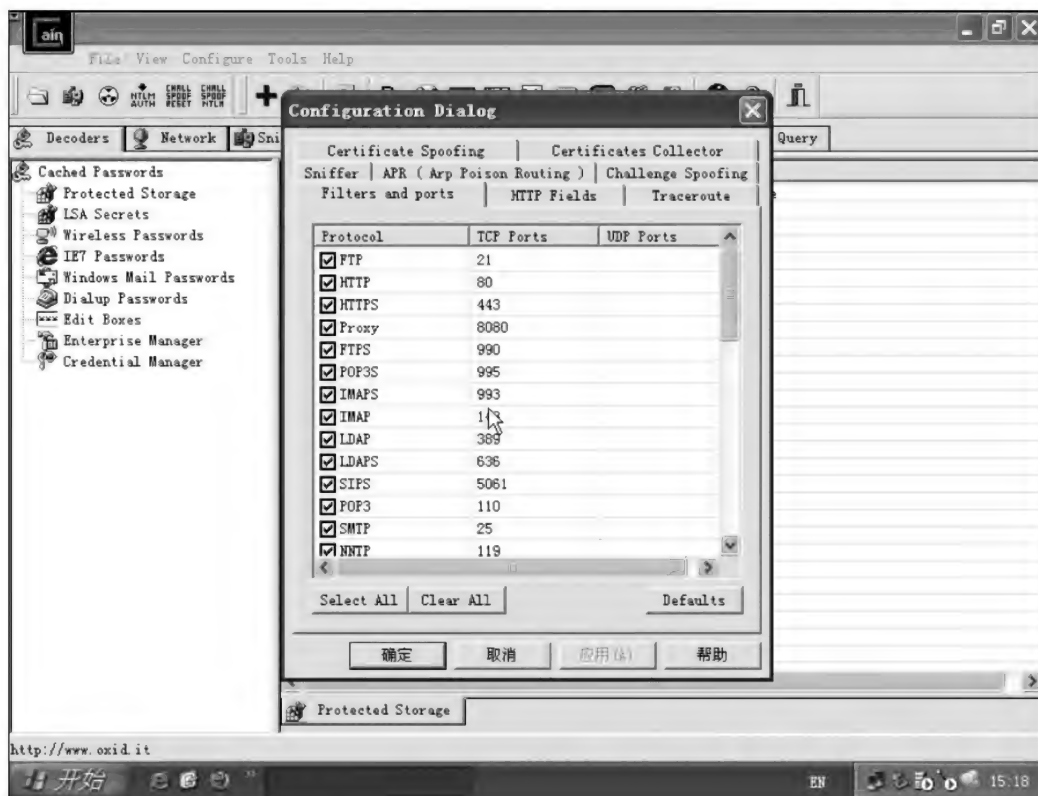 Cain
File View Configure Tools Help
NTLM AUTH CHALL SPOOF RESET CHALL SPOOF NTLM
Configuration Dialog
Decoders Network Sni Query
Certificate Spoofing Certificates Collector
Sniffer APR ( Arp Poison Routing ) Challenge Spoofing
Filters and ports HTTP Fields Traceroute
Cached Passwords
Protected Storage
LSA Secrets
Wireless Passwords
IE7 Passwords
Windows Mail Passwords
Dialup Passwords
Edit Boxes
Enterprise Manager
Credential Manager
Protocol TCP Ports UDP Ports
FTP 21
HTTP 80
HTTPS 443
Proxy 8080
FTPS 990
POP3S 995
IMAPS 993
IMAP
LDAP 389
LDAPS 636
SIPS 5061
POP3 110
SMTP 25
NNTP 119
Select All Clear All Defaults
确定 取消 应用(A) 帮助
Protected Storage
http://www.oxid.it
开始 EN 15:18